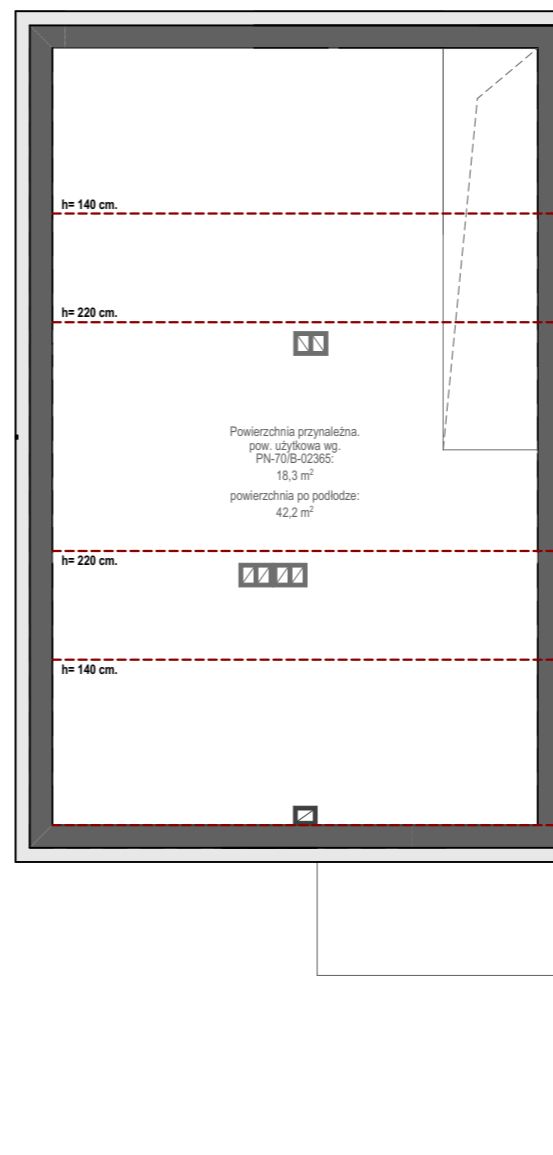 h= 140 cm.
h= 220 cm.
Powierzchnia przynależna.
pow. użytkowa wg.
PN-70/B-02365:
18,3 m²
powierzchnia po podłodze:
42,2 m²
h= 220 cm.
h= 140 cm.